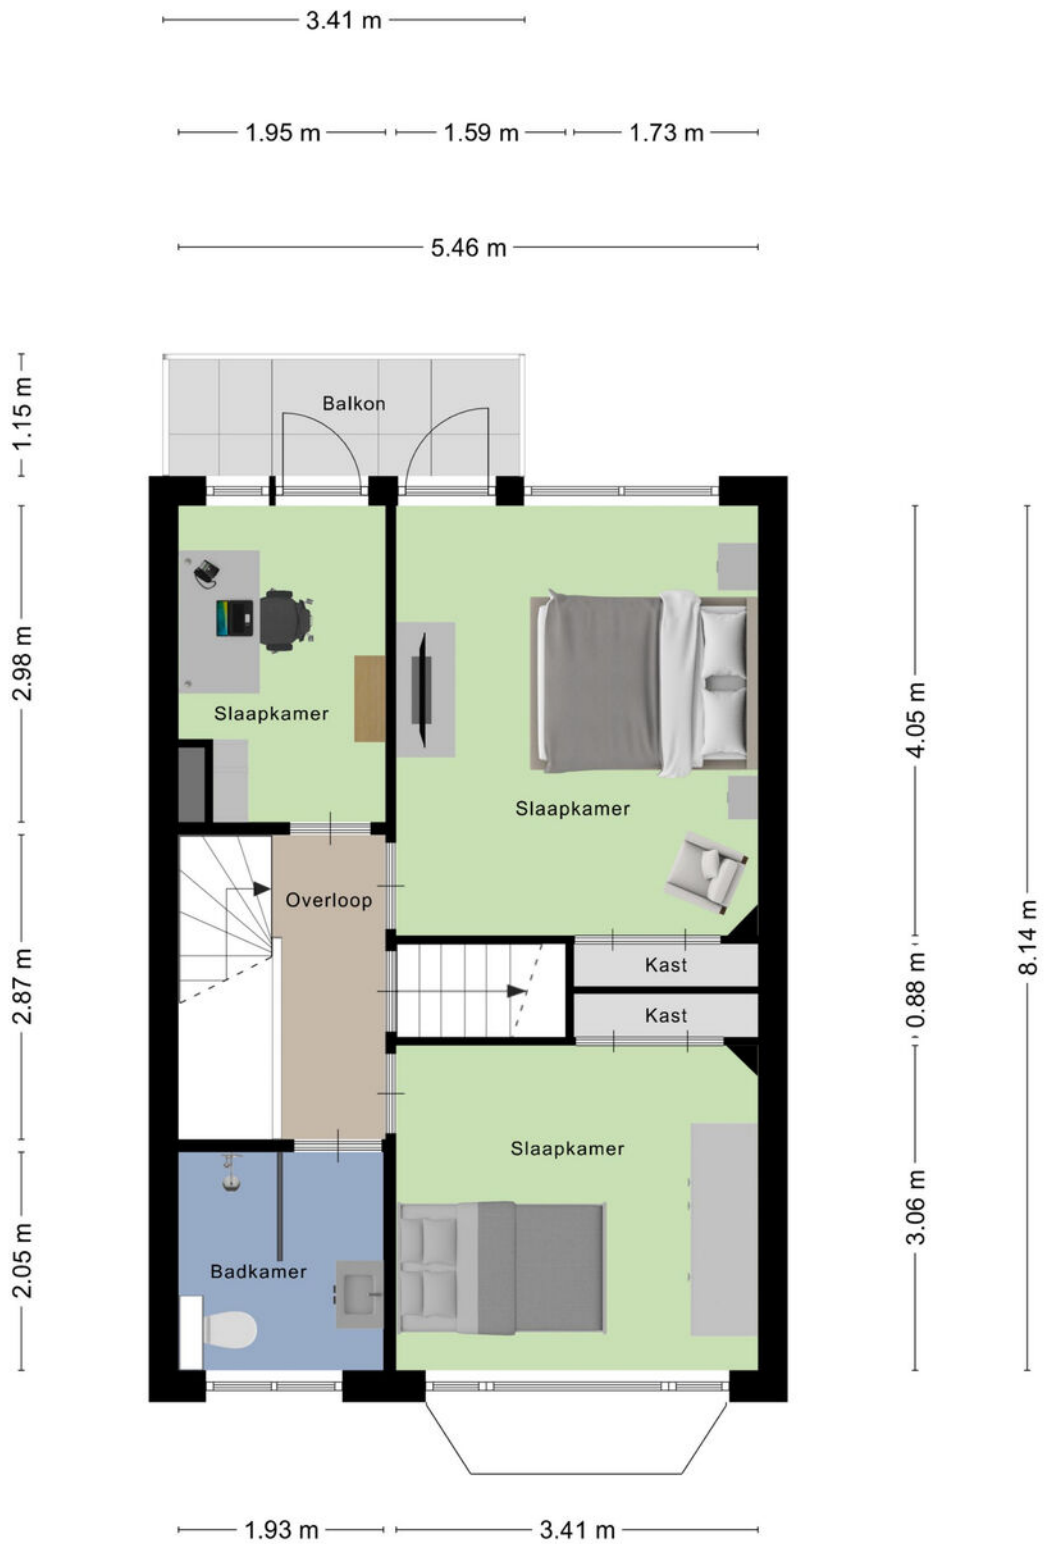 3.41 m
1.95 m
1.59 m
1.73 m
5.46 m
1.15 m
Balkon
2.98 m
4.05 m
Slaapkamer
Slaapkamer
Overloop
8.14 m
2.87 m
Kast
0.88 m
Kast
Slaapkamer
3.06 m
2.05 m
Badkamer
1.93 m
3.41 m